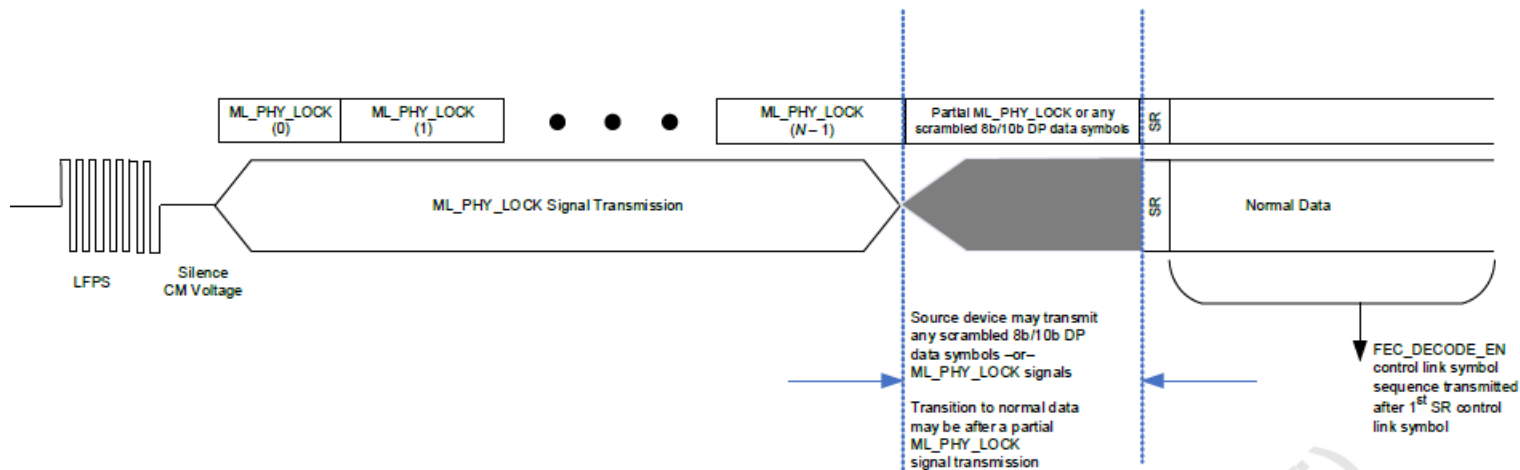 ML_PHY_LOCK
(0)
ML_PHY_LOCK
(1)
ML_PHY_LOCK
(N – 1)
Partial ML_PHY_LOCK or any
scrambled 8b/10b DP data symbols
SR
ML_PHY_LOCK Signal Transmission
SR
Normal Data
LFPS
Silence
CM Voltage
Source device may transmit
any scrambled 8b/10b DP
data symbols –or–
ML_PHY_LOCK signals
Transition to normal data
may be after a partial
ML_PHY_LOCK
signal transmission
FEC_DECODE_EN
control link symbol
sequence transmitted
after 1st SR control
link symbol